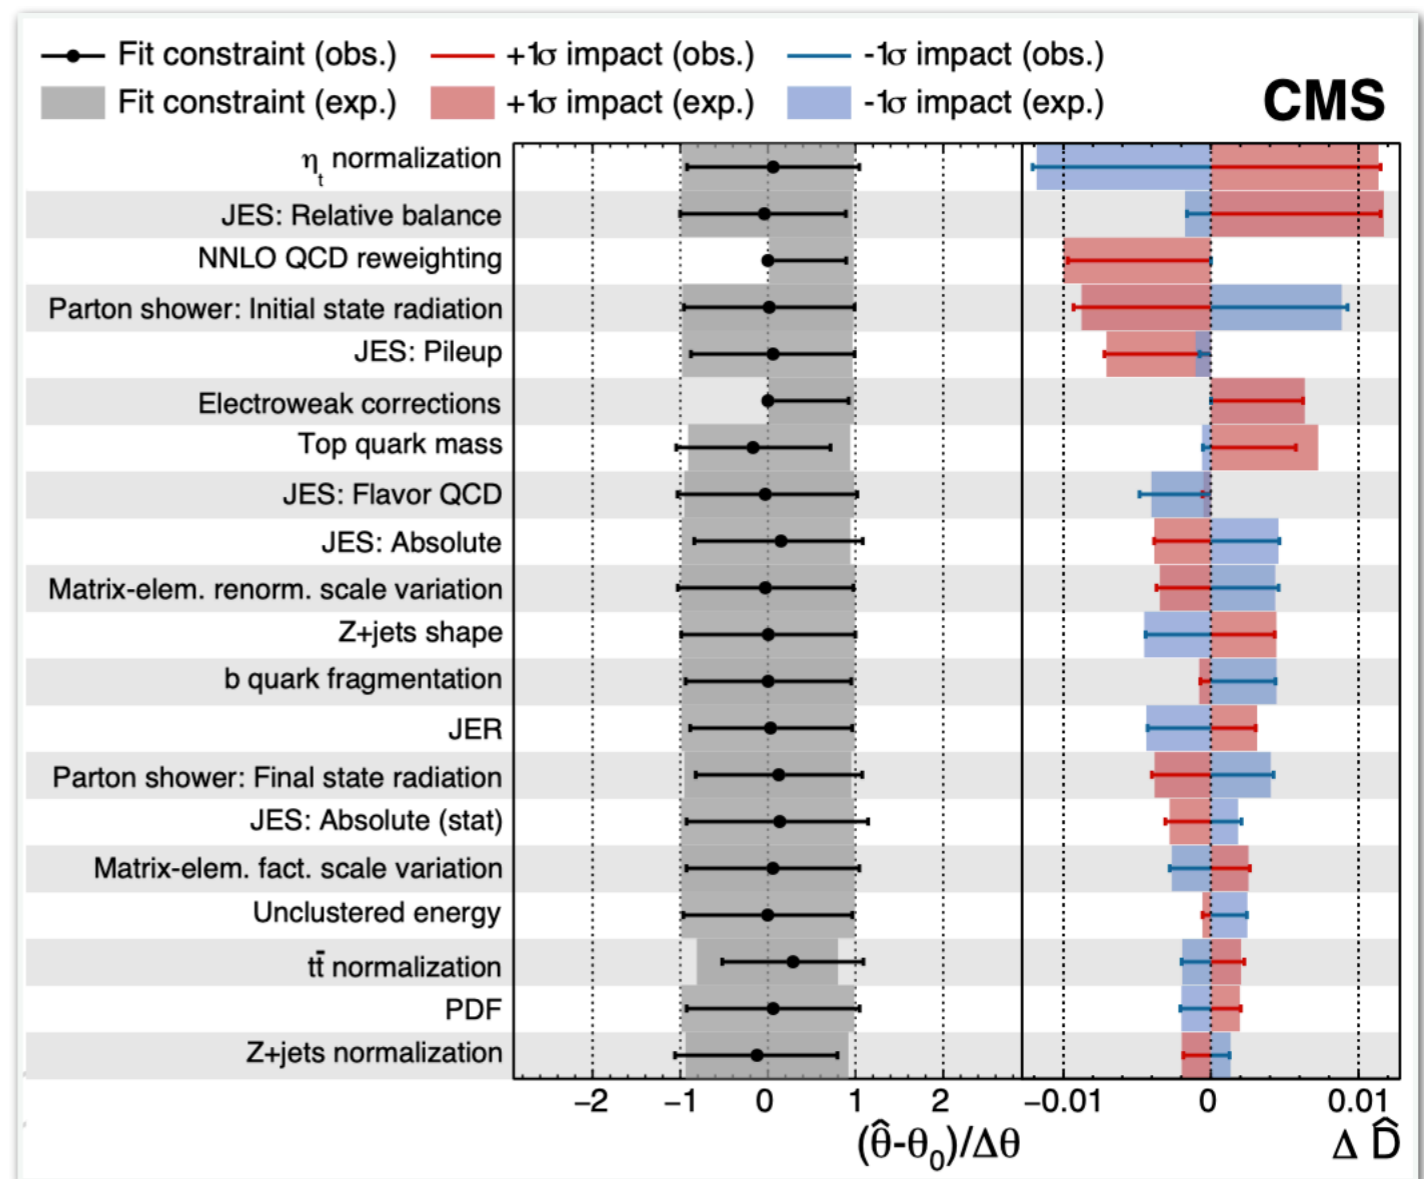 Fit constraint (obs.) +1σ impact (obs.) -1σ impact (obs.)
Fit constraint (exp.) +1σ impact (exp.) -1σ impact (exp.)
CMS
ηt normalization
JES: Relative balance
NNLO QCD reweighting
Parton shower: Initial state radiation
JES: Pileup
Electroweak corrections
Top quark mass
JES: Flavor QCD
JES: Absolute
Matrix-elem. renorm. scale variation
Z+jets shape
b quark fragmentation
JER
Parton shower: Final state radiation
JES: Absolute (stat)
Matrix-elem. fact. scale variation
Unclustered energy
tt̄ normalization
PDF
Z+jets normalization
−2 −1 0 1 2 −0.01 0 0.01
(θ̂-θ0)/Δθ Δ D̂